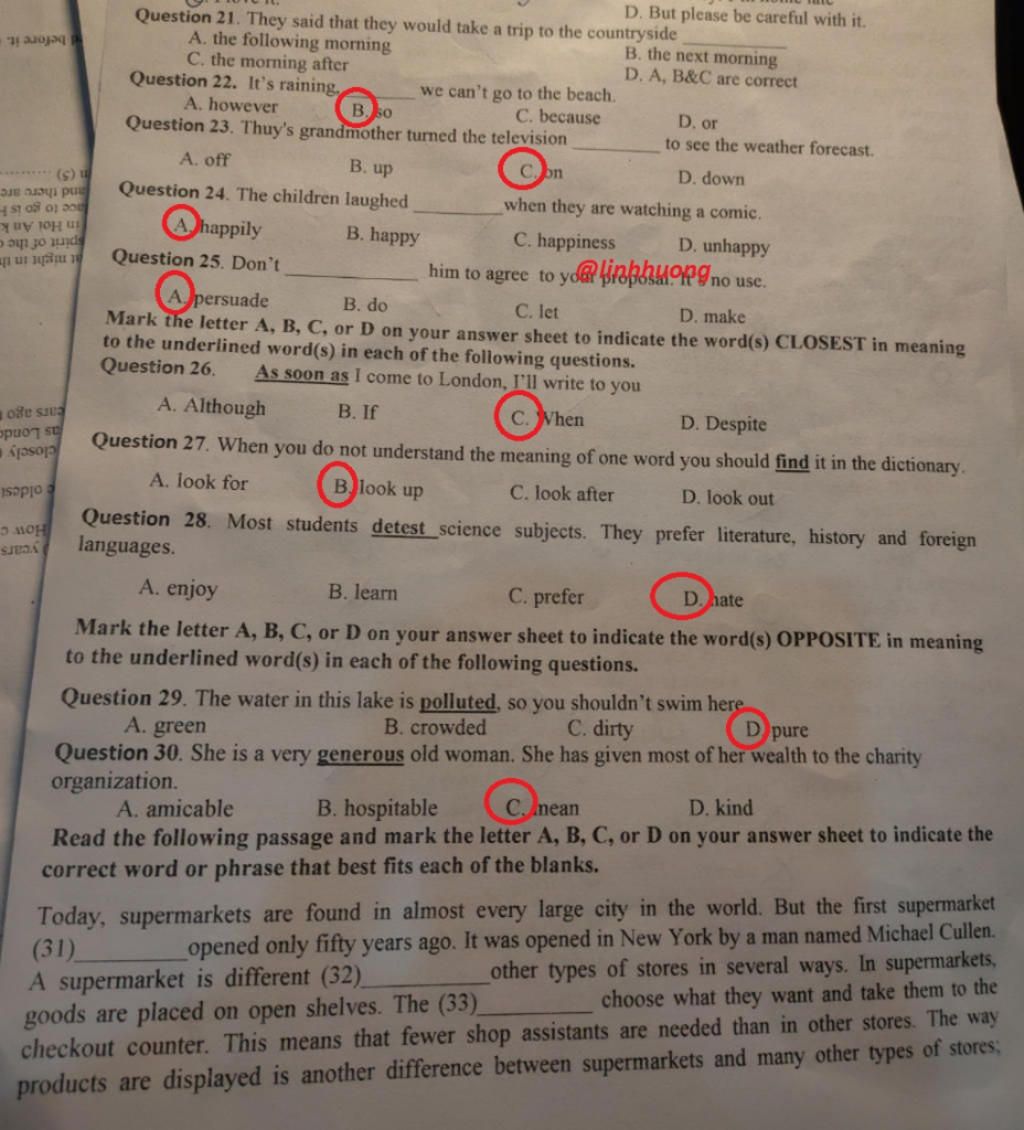 D. But please be careful with it.
Question 21. They said that they would take a trip to the countryside ________
A. the following morning B. the next morning
C. the morning after D. A, B&C are correct
Question 22. It's raining, ________ we can't go to the beach.
A. however B. so C. because D. or
Question 23. Thuy's grandmother turned the television ________ to see the weather forecast.
A. off B. up C. on D. down
Question 24. The children laughed ________ when they are watching a comic.
A. happily B. happy C. happiness D. unhappy
Question 25. Don't ________ him to agree to your proposal. It's no use.
@linhhuong
A. persuade B. do C. let D. make
Mark the letter A, B, C, or D on your answer sheet to indicate the word(s) CLOSEST in meaning
to the underlined word(s) in each of the following questions.
Question 26. As soon as I come to London, I'll write to you
A. Although B. If C. When D. Despite
Question 27. When you do not understand the meaning of one word you should find it in the dictionary.
A. look for B. look up C. look after D. look out
Question 28. Most students detest science subjects. They prefer literature, history and foreign
languages.
A. enjoy B. learn C. prefer D. hate
Mark the letter A, B, C, or D on your answer sheet to indicate the word(s) OPPOSITE in meaning
to the underlined word(s) in each of the following questions.
Question 29. The water in this lake is polluted, so you shouldn't swim here
A. green B. crowded C. dirty D. pure
Question 30. She is a very generous old woman. She has given most of her wealth to the charity
organization.
A. amicable B. hospitable C. mean D. kind
Read the following passage and mark the letter A, B, C, or D on your answer sheet to indicate the
correct word or phrase that best fits each of the blanks.
Today, supermarkets are found in almost every large city in the world. But the first supermarket
(31)________ opened only fifty years ago. It was opened in New York by a man named Michael Cullen.
A supermarket is different (32)________ other types of stores in several ways. In supermarkets,
goods are placed on open shelves. The (33)________ choose what they want and take them to the
checkout counter. This means that fewer shop assistants are needed than in other stores. The way
products are displayed is another difference between supermarkets and many other types of stores;